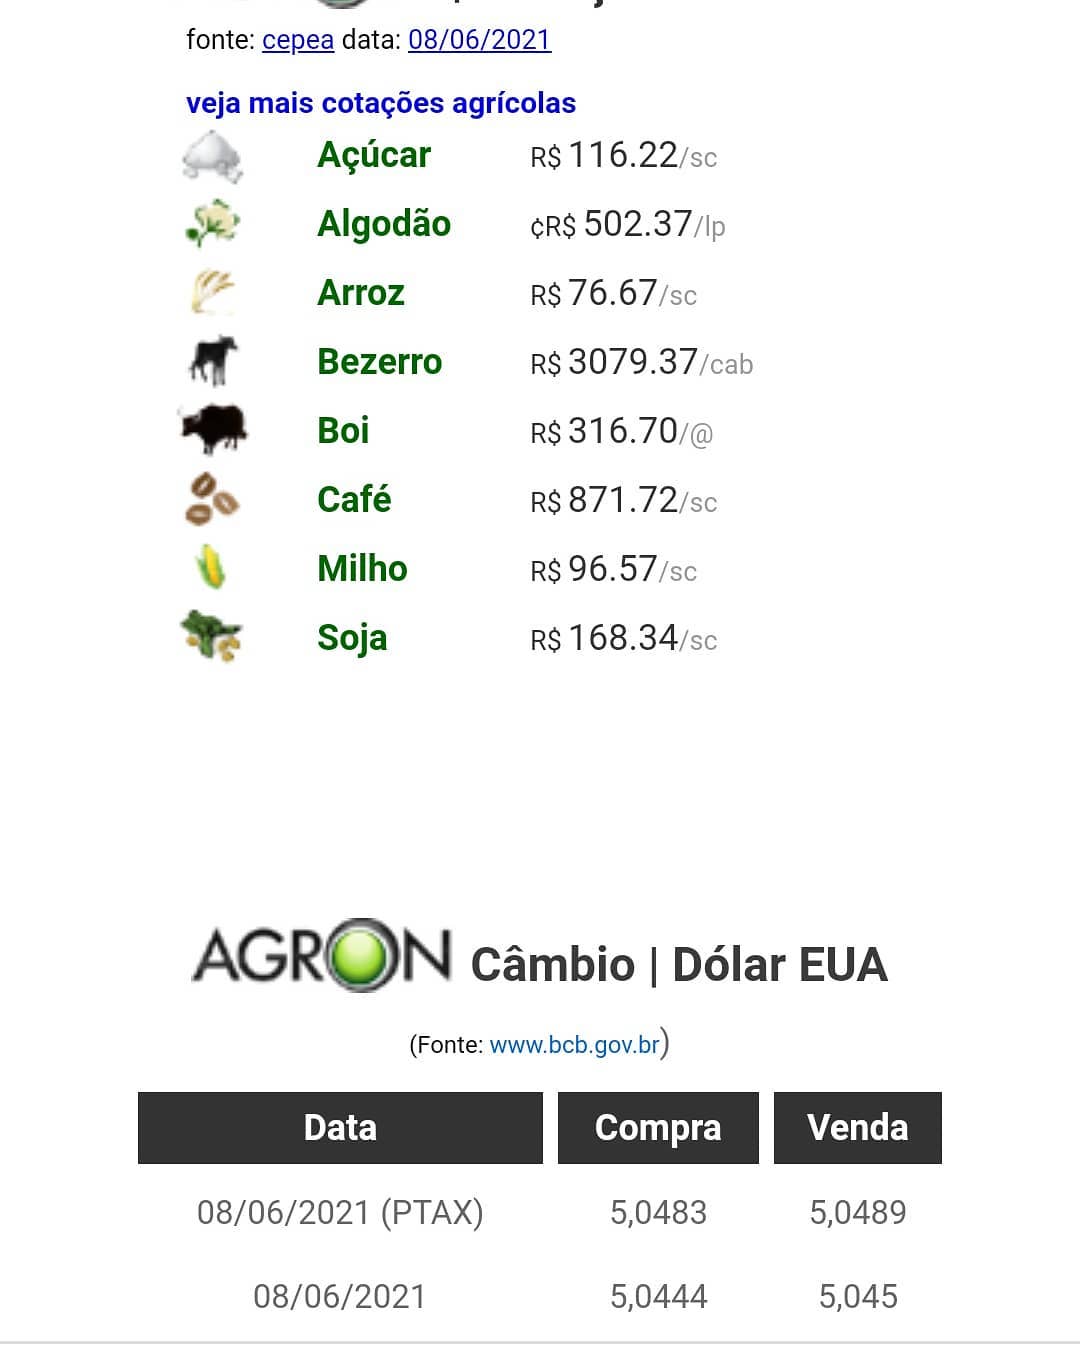 fonte: cepea data: 08/06/2021
veja mais cotações agrícolas
Açúcar R$ 116.22/sc
Algodão ¢R$ 502.37/lp
Arroz R$ 76.67/sc
Bezerro R$ 3079.37/cab
Boi R$ 316.70/@
Café R$ 871.72/sc
Milho R$ 96.57/sc
Soja R$ 168.34/sc
AGRON Câmbio | Dólar EUA
(Fonte: www.bcb.gov.br)
Data Compra Venda
08/06/2021 (PTAX) 5,0483 5,0489
08/06/2021 5,0444 5,045